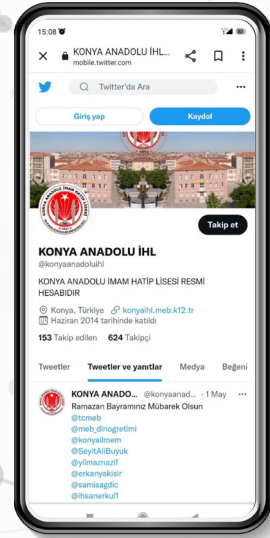 15:08
KONYA ANADOLU İHL...
mobile.twitter.com
Twitter'da Ara
Giriş yap
Kaydol
Takip et
KONYA ANADOLU İHL
@konyaanadoluihl
KONYA ANADOLU İMAM HATİP LİSESİ RESMİ
HESABIDIR
Konya, Türkiye konyaihl.meb.k12.tr
Haziran 2014 tarihinde katıldı
153 Takip edilen 624 Takipçi
Tweetler Tweetler ve yanıtlar Medya Beğeni
KONYA ANADO... @konyaanad... · 1 May
Ramazan Bayramınız Mübarek Olsun
@tcmeb
@meb_dinogretimi
@konyailmem
@SeyitAliBuyuk
@yilmaznazif
@erkanyakisir
@samisagdic
@ihsanerkul1